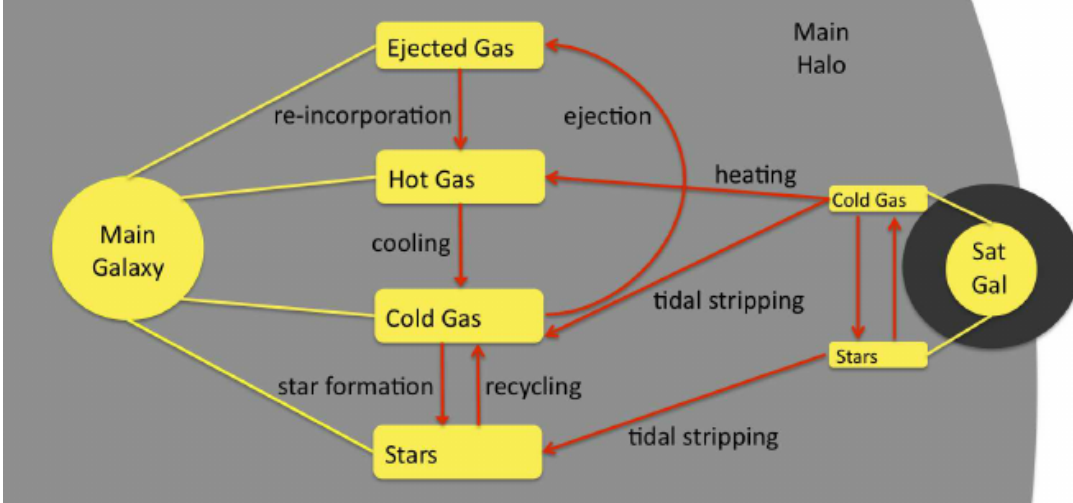 Main
Halo
Ejected Gas
re-incorporation
ejection
Hot Gas
heating
Cold Gas
Main
Galaxy
cooling
Sat
Gal
Cold Gas
tidal stripping
Stars
star formation
recycling
tidal stripping
Stars